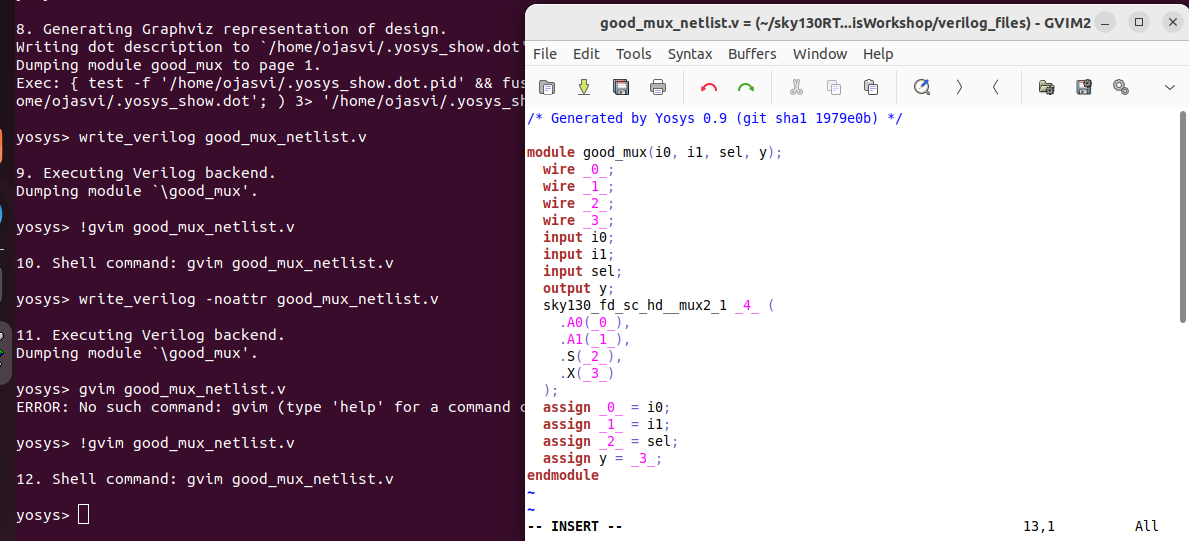 8. Generating Graphviz representation of design.
Writing dot description to `/home/ojasvi/.yosys_show.dot'
Dumping module good_mux to page 1.
Exec: { test -f '/home/ojasvi/.yosys_show.dot.pid' && fus
ome/ojasvi/.yosys_show.dot'; ) 3> '/home/ojasvi/.yosys_sh
yosys> write_verilog good_mux_netlist.v
9. Executing Verilog backend.
Dumping module `\good_mux'.
yosys> !gvim good_mux_netlist.v
10. Shell command: gvim good_mux_netlist.v
yosys> write_verilog -noattr good_mux_netlist.v
11. Executing Verilog backend.
Dumping module `\good_mux'.
yosys> gvim good_mux_netlist.v
ERROR: No such command: gvim (type 'help' for a command o
yosys> !gvim good_mux_netlist.v
12. Shell command: gvim good_mux_netlist.v
yosys>
good_mux_netlist.v = (~/sky130RT...isWorkshop/verilog_files) - GVIM2
File Edit Tools Syntax Buffers Window Help
/* Generated by Yosys 0.9 (git sha1 1979e0b) */
module good_mux(i0, i1, sel, y);
  wire _0_;
  wire _1_;
  wire _2_;
  wire _3_;
  input i0;
  input i1;
  input sel;
  output y;
  sky130_fd_sc_hd__mux2_1 _4_ (
    .A0(_0_),
    .A1(_1_),
    .S(_2_),
    .X(_3_)
  );
  assign _0_ = i0;
  assign _1_ = i1;
  assign _2_ = sel;
  assign y = _3_;
endmodule
~
~
-- INSERT -- 13,1 All